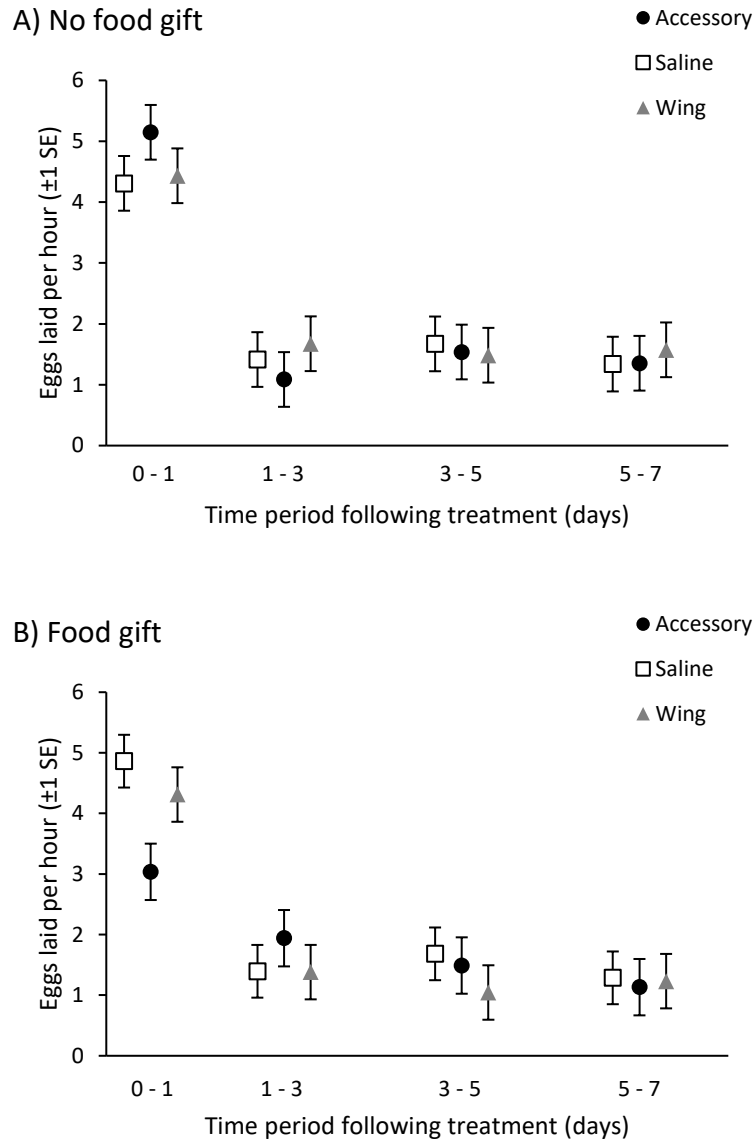 A) No food gift
Accessory
Saline
Wing
Eggs laid per hour (±1 SE)
6
5
4
3
2
1
0
0 - 1 1 - 3 3 - 5 5 - 7
Time period following treatment (days)
B) Food gift
Accessory
Saline
Wing
Eggs laid per hour (±1 SE)
6
5
4
3
2
1
0
0 - 1 1 - 3 3 - 5 5 - 7
Time period following treatment (days)